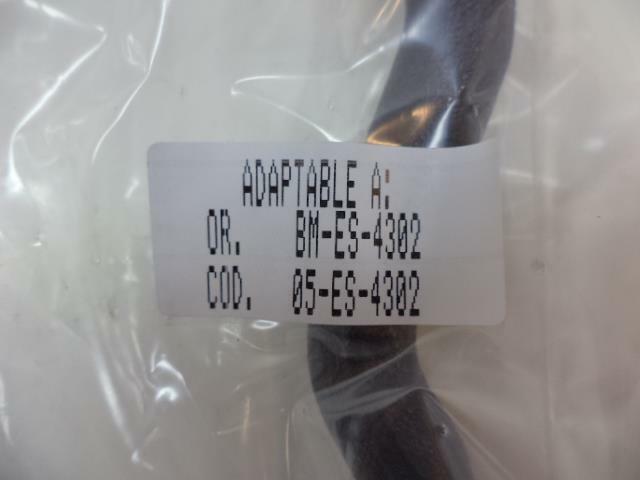 ADAPTABLE A:
OR. BM-ES-4302
COD. 05-ES-4302